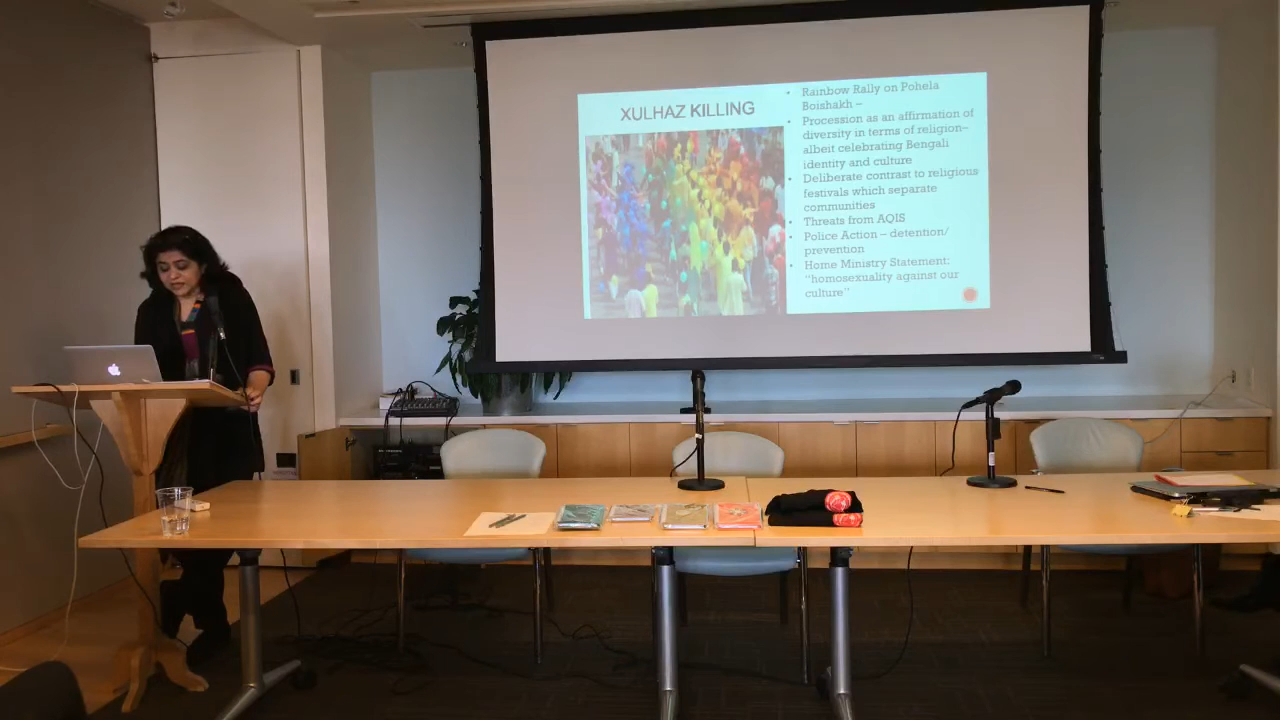 XULHAZ KILLING
• Rainbow Rally on Pohela
Boishakh –
• Procession as an affirmation of
diversity in terms of religion–
albeit celebrating Bengali
identity and culture
• Deliberate contrast to religious
festivals which separate
communities
• Threats from AQIS
• Police Action – detention/
prevention
• Home Ministry Statement:
"homosexuality against our
culture"